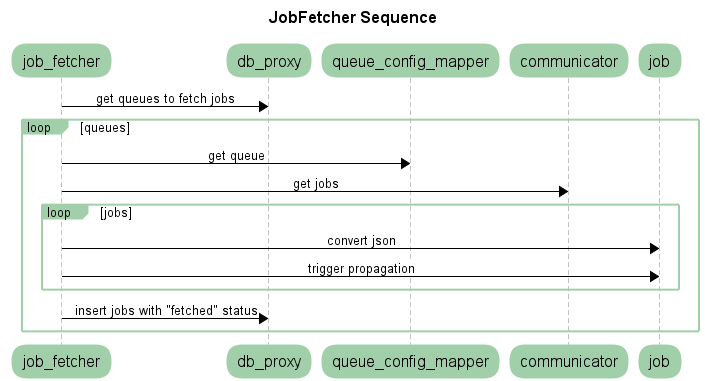 JobFetcher Sequence
job_fetcher db_proxy queue_config_mapper communicator job
get queues to fetch jobs
loop [queues]
get queue
get jobs
loop [jobs]
convert json
trigger propagation
insert jobs with "fetched" status
job_fetcher db_proxy queue_config_mapper communicator job